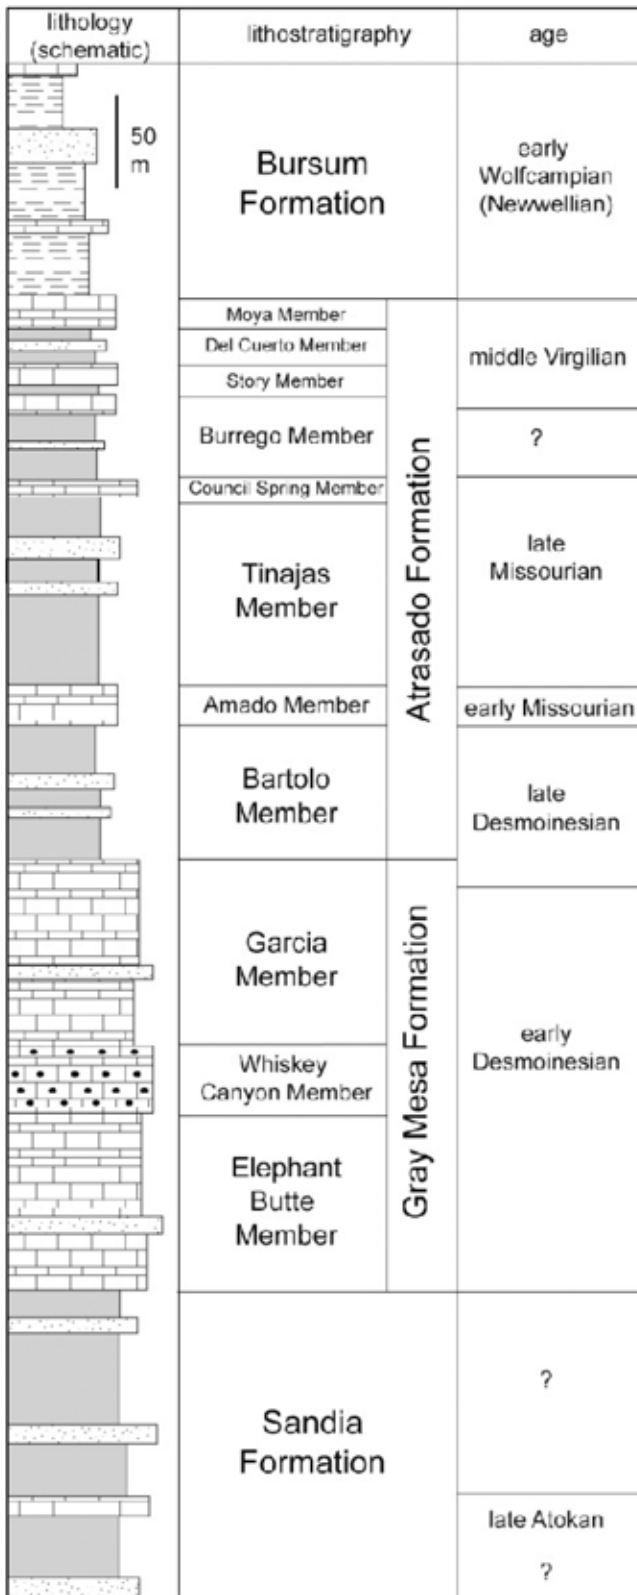 lithology
(schematic)
lithostratigraphy
age
50
m
Bursum
Formation
early
Wolfcampian
(Newwellian)
Moya Member
Del Cuerto Member
Story Member
Burrego Member
Council Spring Member
Tinajas
Member
Amado Member
Bartolo
Member
Atrasado Formation
middle Virgilian
?
late
Missourian
early Missourian
late
Desmoinesian
Garcia
Member
Whiskey
Canyon Member
Elephant
Butte
Member
Gray Mesa Formation
early
Desmoinesian
Sandia
Formation
?
late Atokan
?